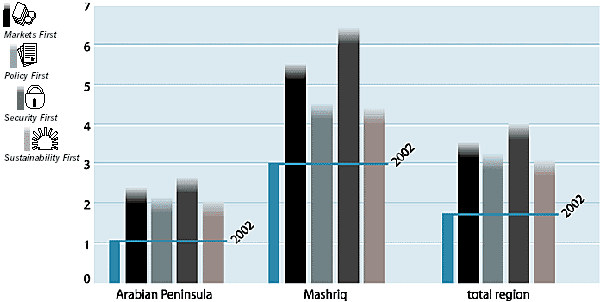 Markets First
Policy First
Security First
Sustainability First
7
6
5
4
3
2
1
0
2002
2002
2002
Arabian Peninsula
Mashriq
total region